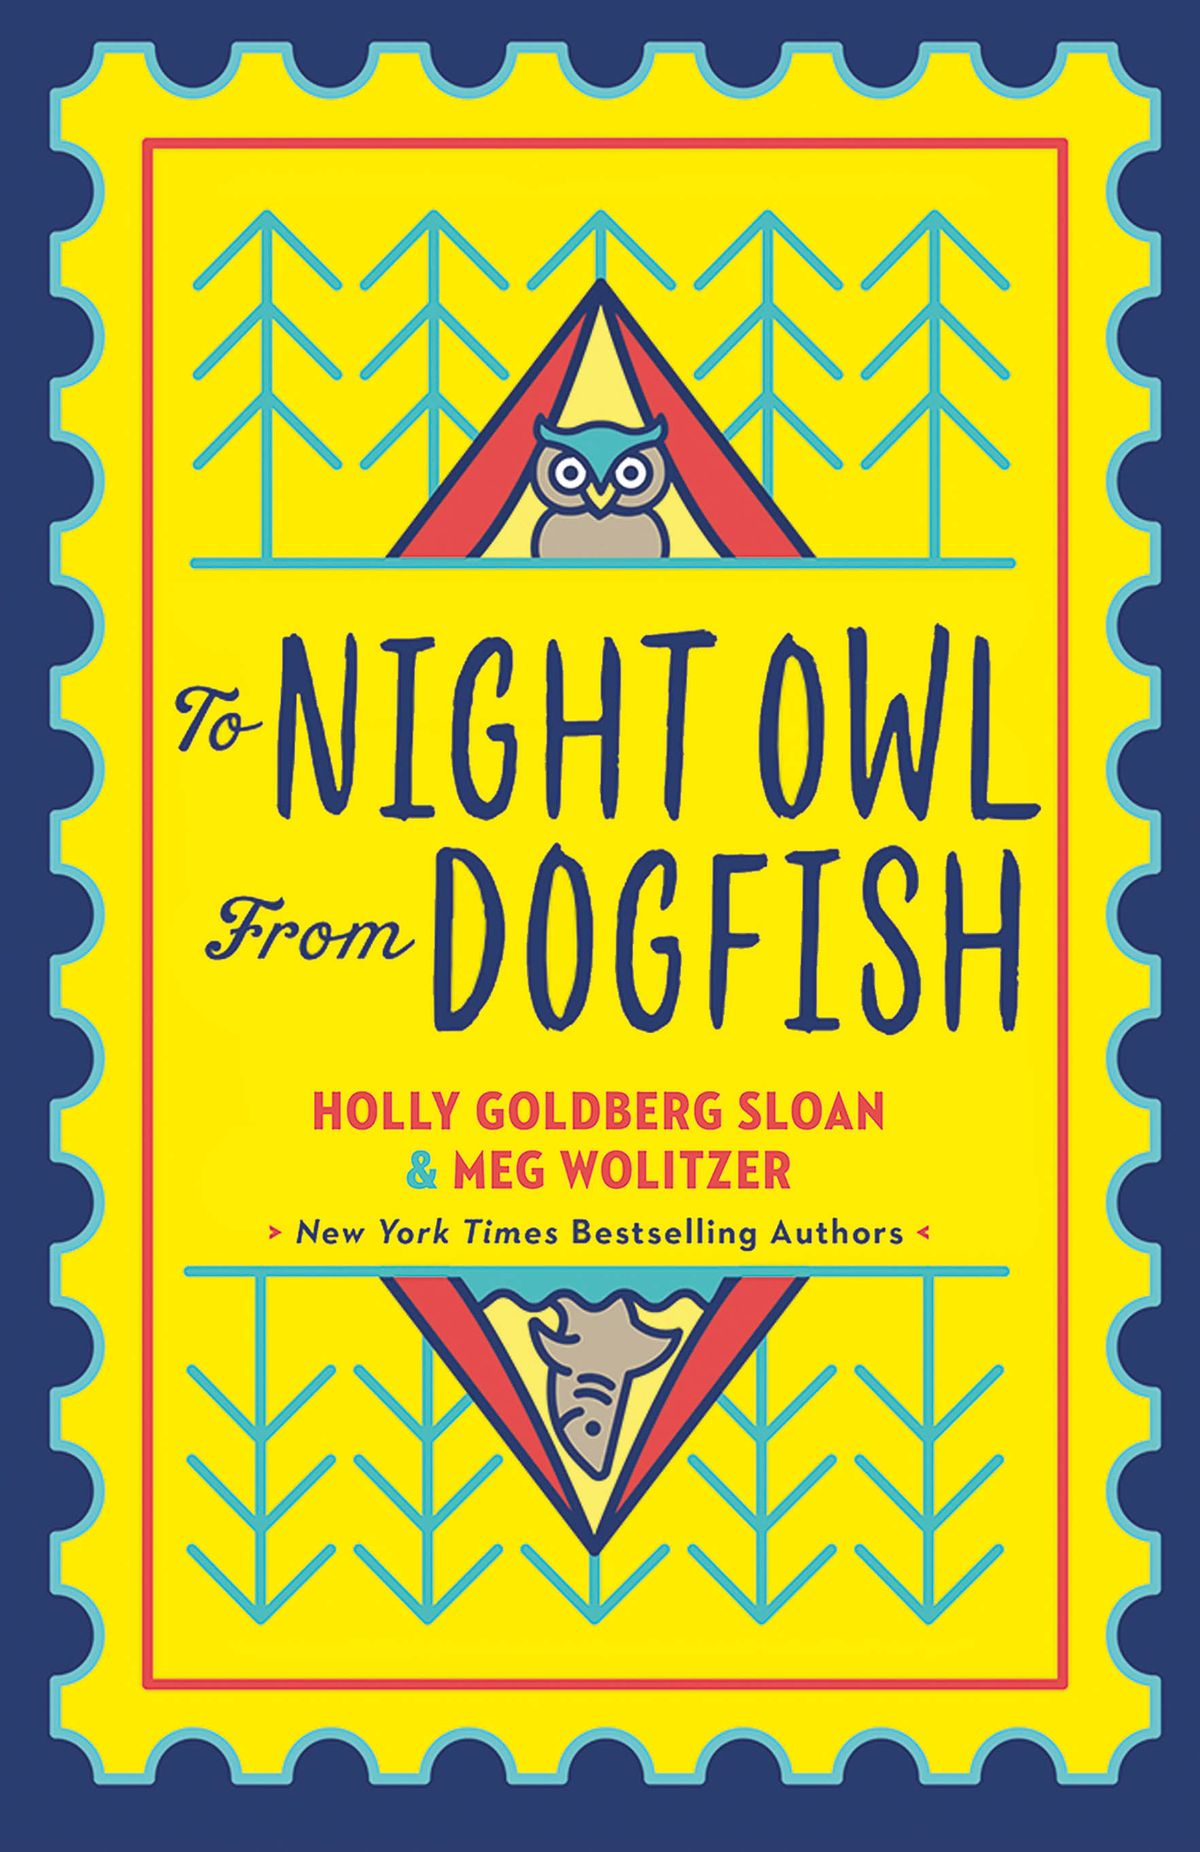 To NIGHT OWL
From DOGFISH
HOLLY GOLDBERG SLOAN
& MEG WOLITZER
> New York Times Bestselling Authors <